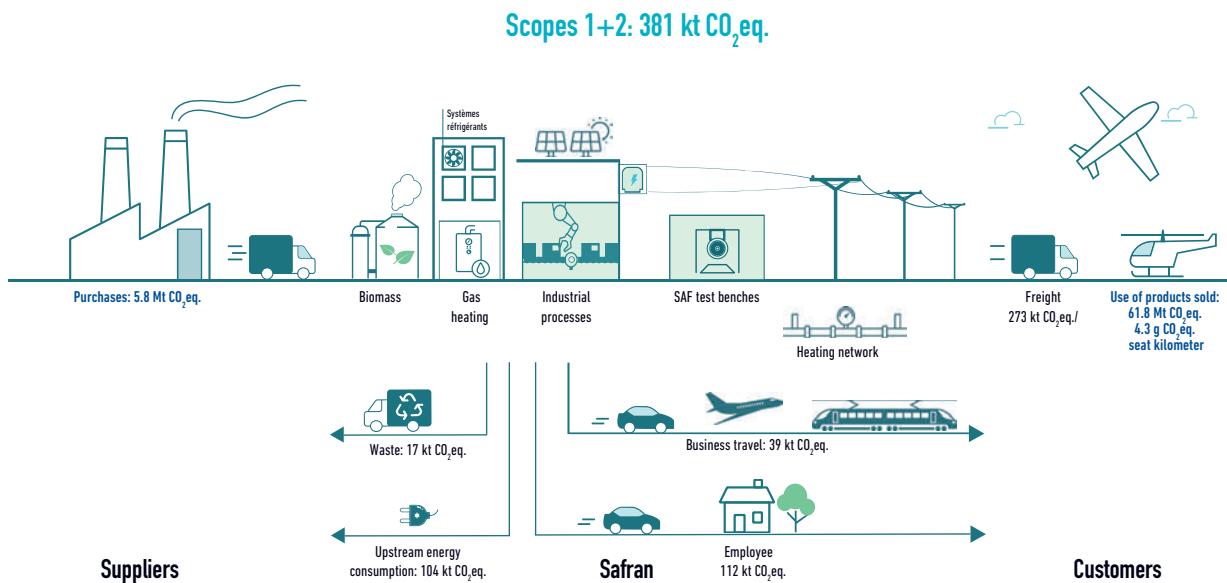 Scopes 1+2: 381 kt CO₂eq.
Systèmes
réfrigérants
Purchases: 5.8 Mt CO₂eq.
Biomass
Gas
heating
Industrial
processes
SAF test benches
Heating network
Freight
273 kt CO₂eq./
Use of products sold:
61.8 Mt CO₂eq.
4.3 g CO₂eq.
seat kilometer
Waste: 17 kt CO₂eq.
Business travel: 39 kt CO₂eq.
Upstream energy
consumption: 104 kt CO₂eq.
Employee
112 kt CO₂eq.
Suppliers
Safran
Customers